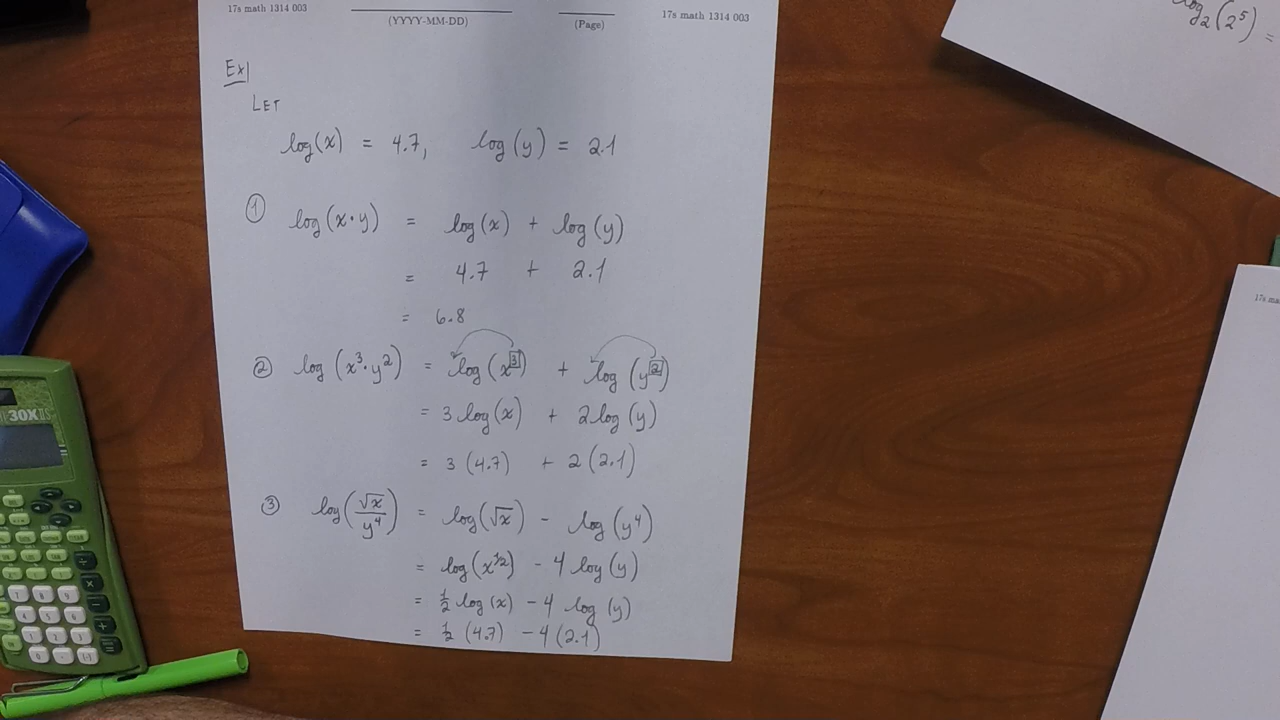 17s math 1314 003 (YYYY-MM-DD) (Page) 17s math 1314 003
Ex
LET
log(x) = 4.7, log(y) = 2.1
① log(x·y) = log(x) + log(y)
= 4.7 + 2.1
= 6.8
② log(x³·y²) = log(x³) + log(y²)
= 3 log(x) + 2 log(y)
= 3 (4.7) + 2 (2.1)
③ log(√x/y⁴) = log(√x) - log(y⁴)
= log(x^1/2) - 4 log(y)
= 1/2 log(x) - 4 log(y)
= 1/2 (4.7) - 4 (2.1)
log₂(2⁵) =
17s
30X IIS